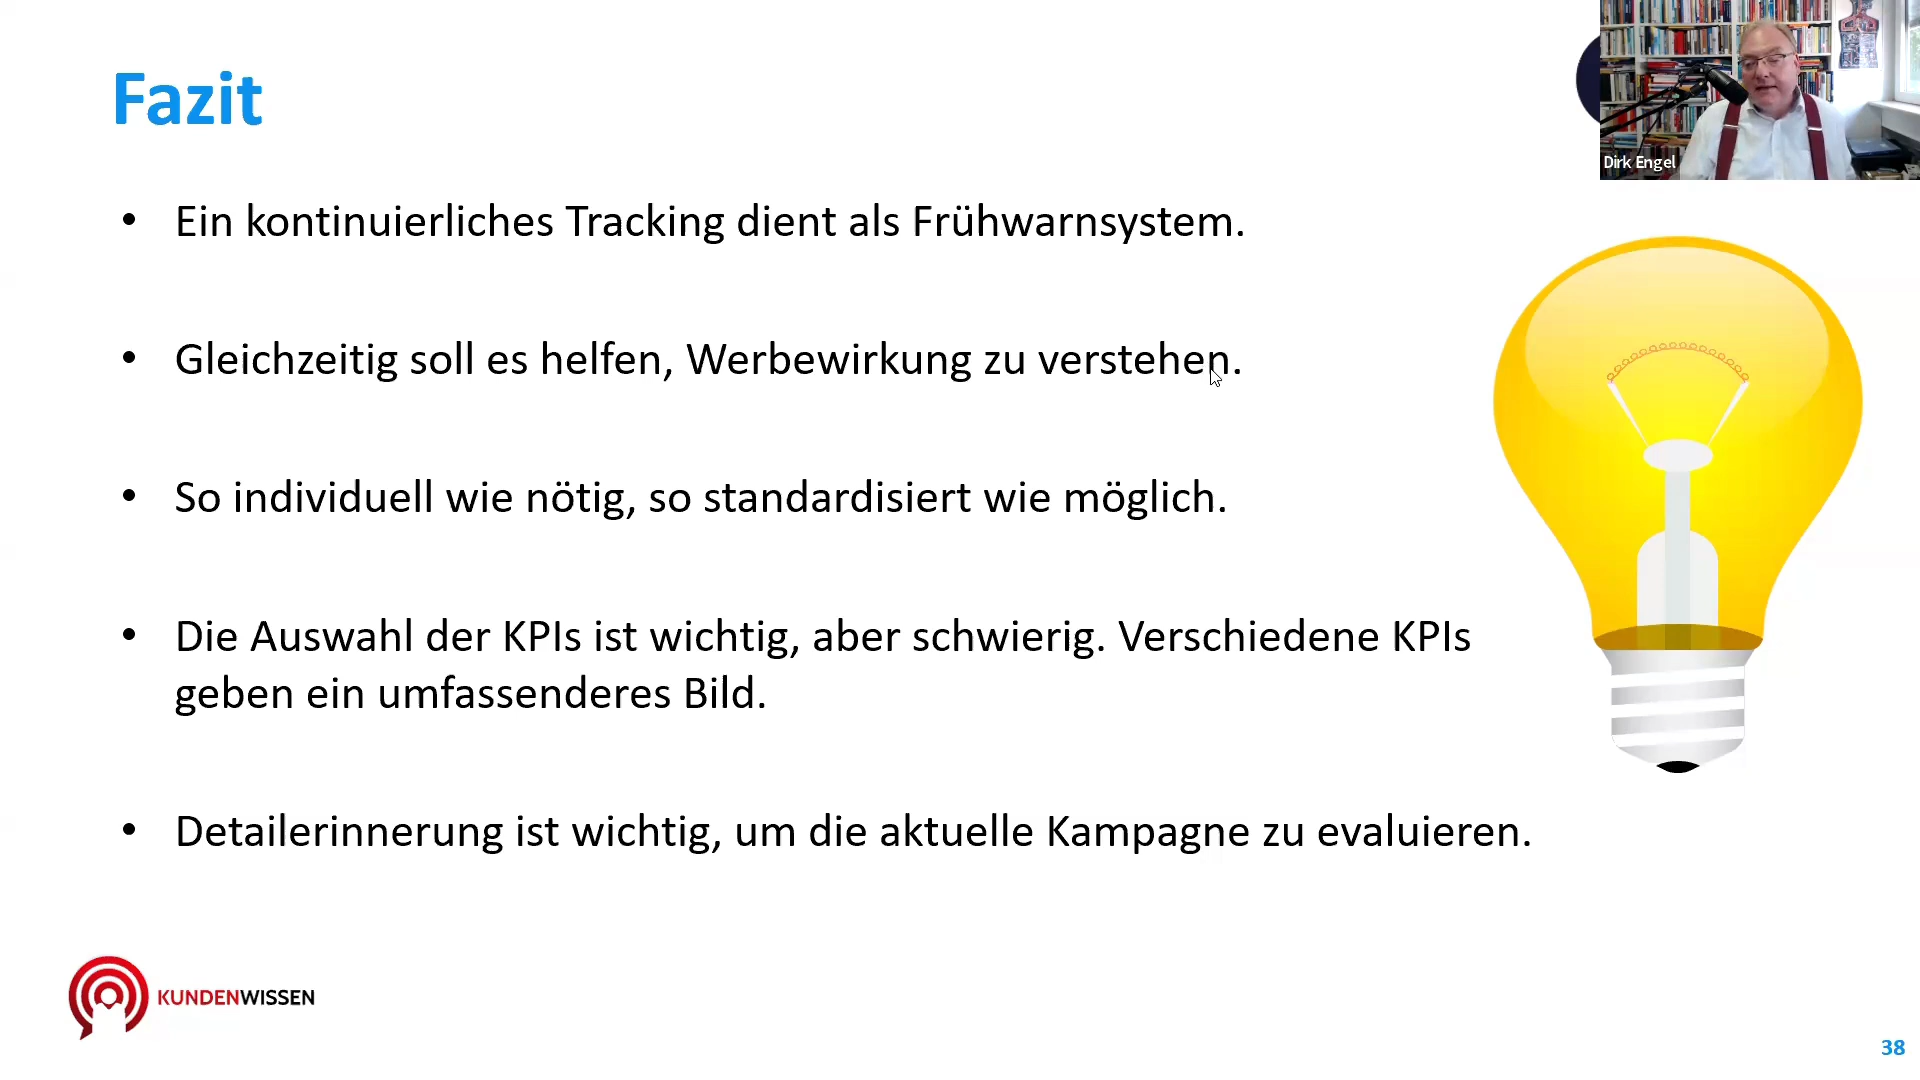 Fazit
Dirk Engel
• Ein kontinuierliches Tracking dient als Frühwarnsystem.
• Gleichzeitig soll es helfen, Werbewirkung zu verstehen.
• So individuell wie nötig, so standardisiert wie möglich.
• Die Auswahl der KPIs ist wichtig, aber schwierig. Verschiedene KPIs
geben ein umfassenderes Bild.
• Detailerinnerung ist wichtig, um die aktuelle Kampagne zu evaluieren.
KUNDENWISSEN
38